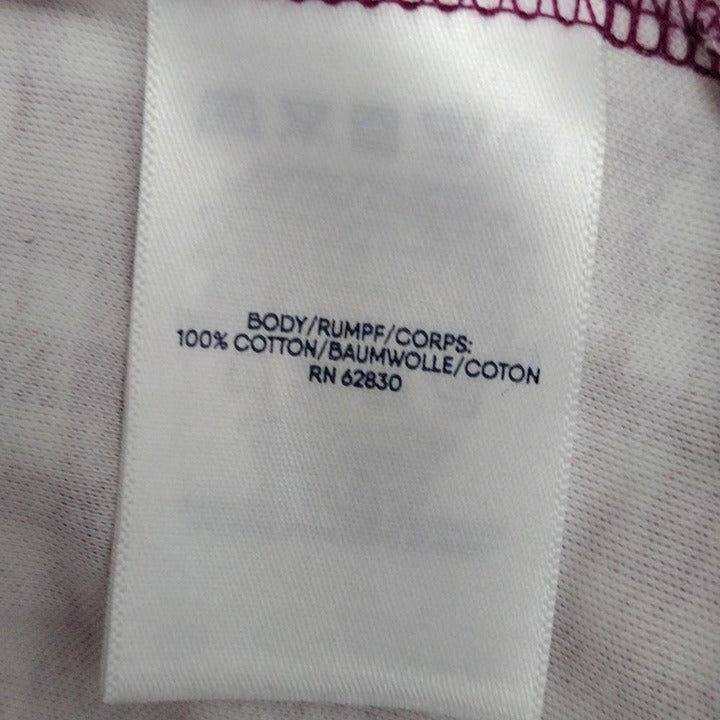 BODY/RUMPF/CORPS:
100% COTTON/BAUMWOLLE/COTON
RN 62830